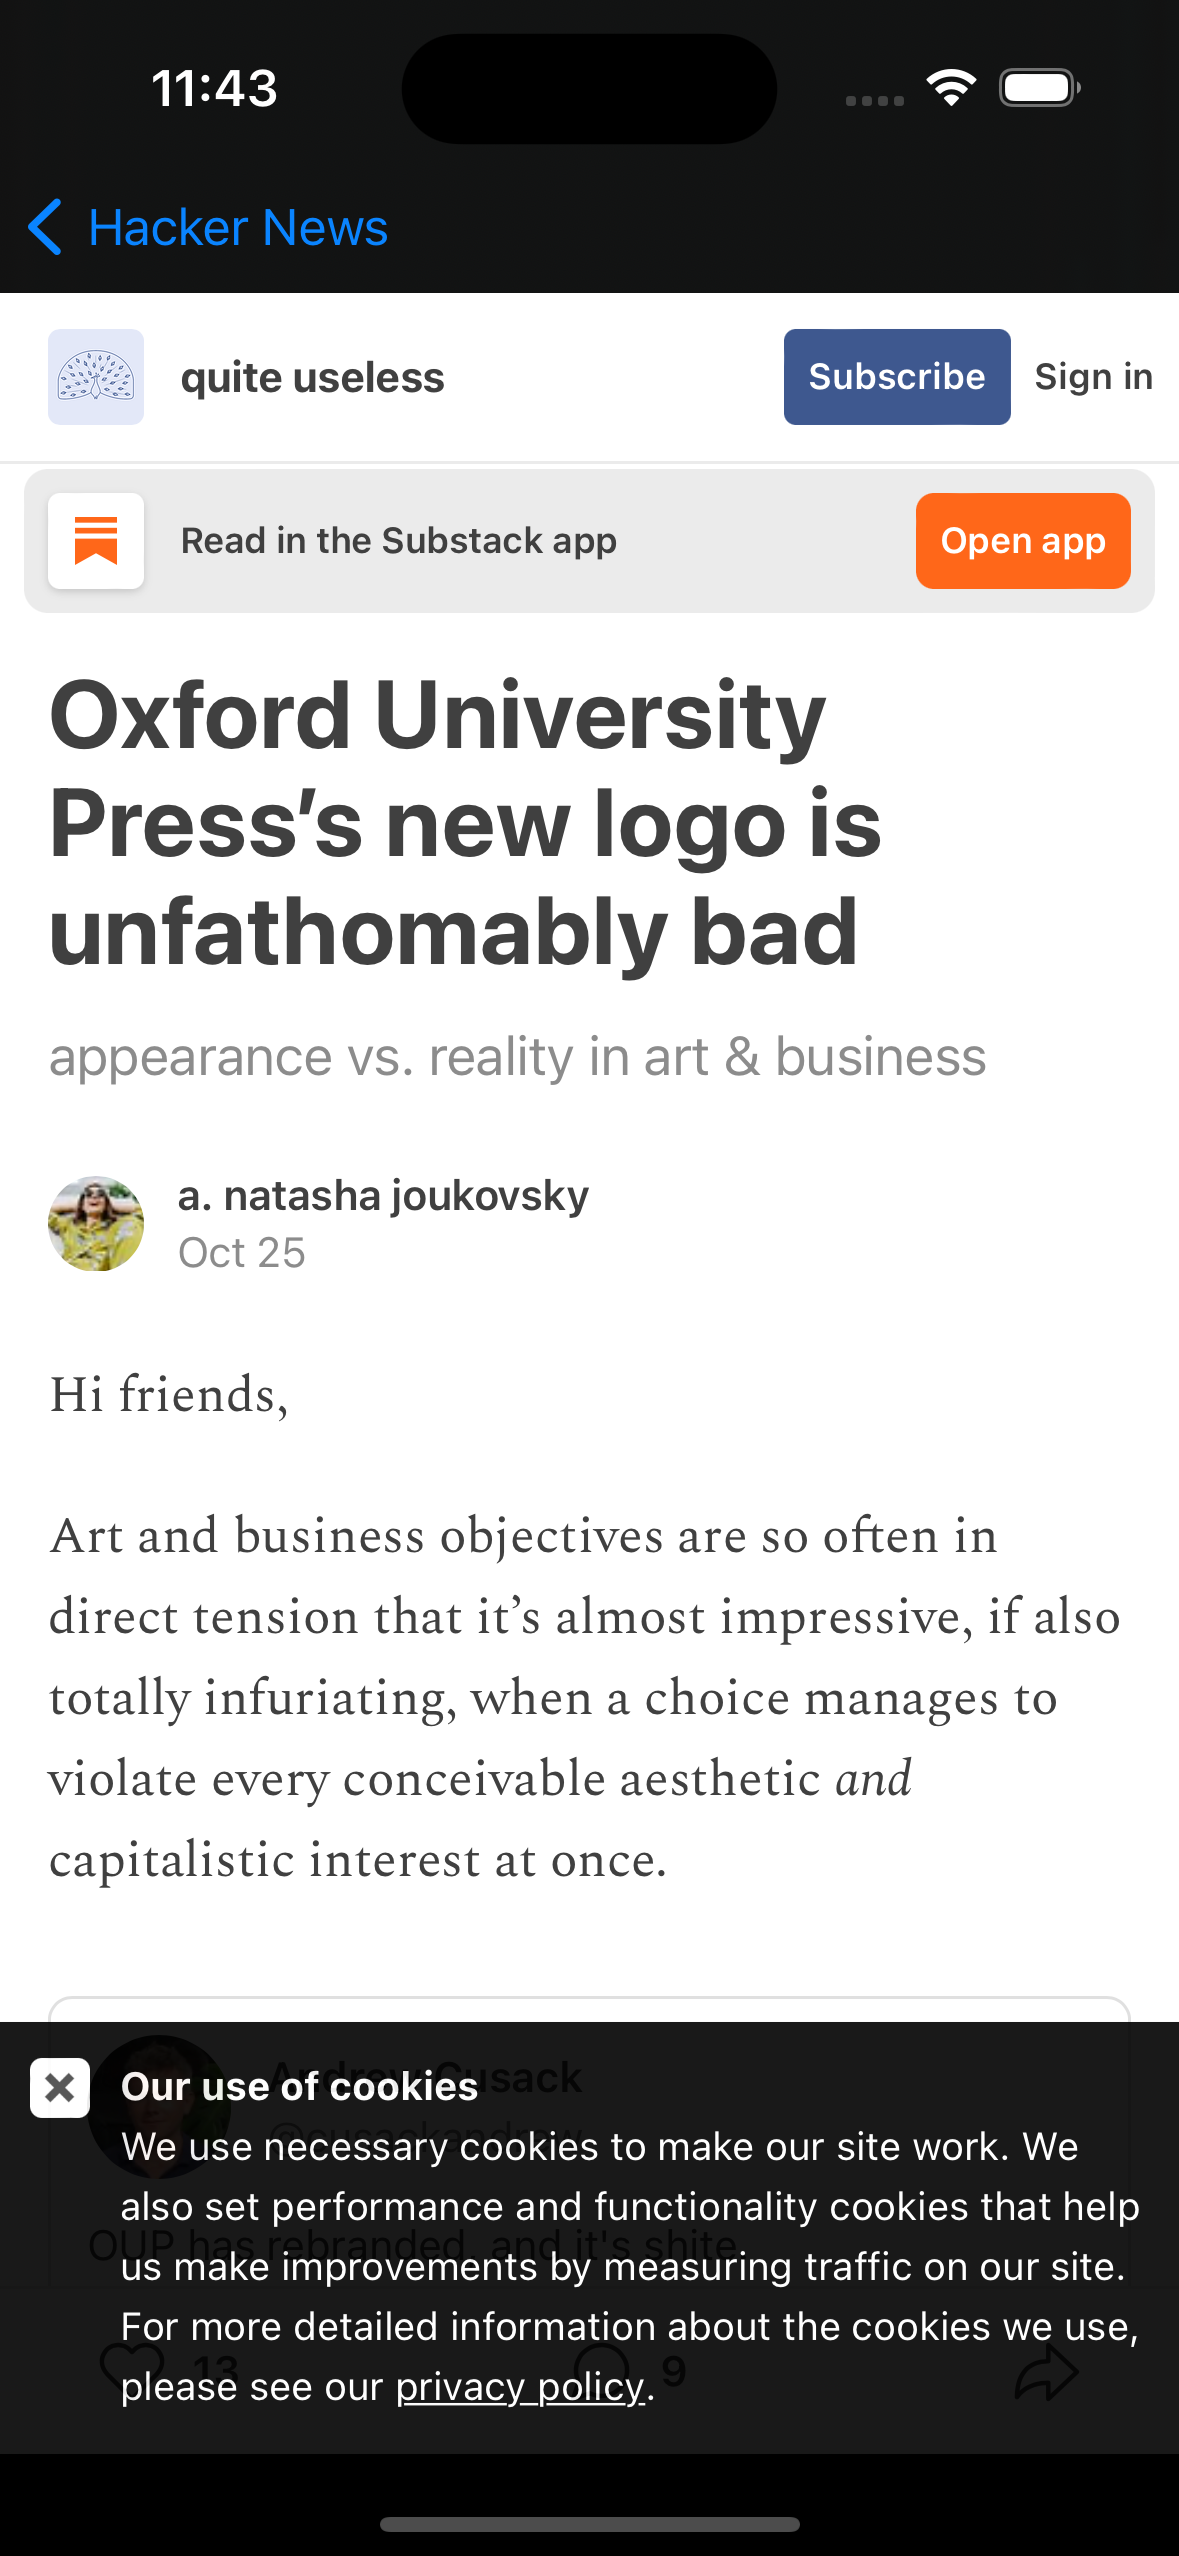 11:43
Hacker News
quite useless
Subscribe
Sign in
Read in the Substack app
Open app
Oxford University
Press’s new logo is
unfathomably bad
appearance vs. reality in art & business
a. natasha joukovsky
Oct 25
Hi friends,
Art and business objectives are so often in
direct tension that it’s almost impressive, if also
totally infuriating, when a choice manages to
violate every conceivable aesthetic and
capitalistic interest at once.
Andrew Cusack
@cusackandrew
OUP has rebranded, and it's shite
13
9
Our use of cookies
We use necessary cookies to make our site work. We
also set performance and functionality cookies that help
us make improvements by measuring traffic on our site.
For more detailed information about the cookies we use,
please see our privacy policy.